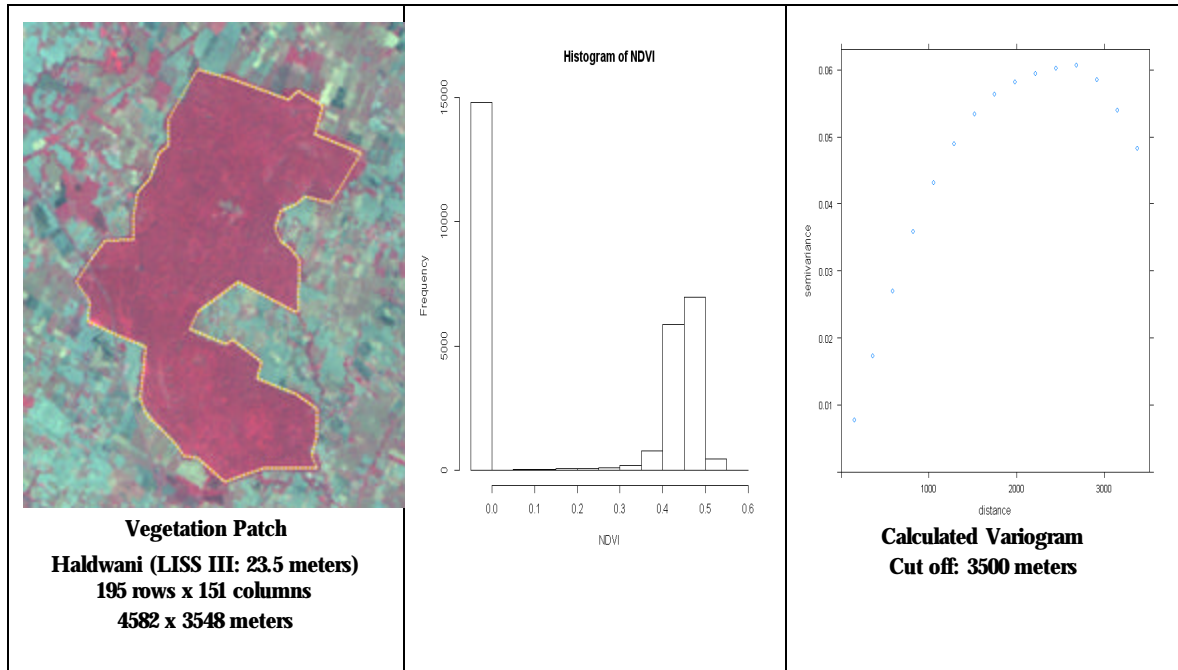 Vegetation Patch
Haldwani (LISS III: 23.5 meters)
195 rows x 151 columns
4582 x 3548 meters
Histogram of NDVI
Frequency
15000
10000
5000
0
0.0 0.1 0.2 0.3 0.4 0.5 0.6
NDVI
semivariance
0.06
0.05
0.04
0.03
0.02
0.01
1000 2000 3000
distance
Calculated Variogram
Cut off: 3500 meters